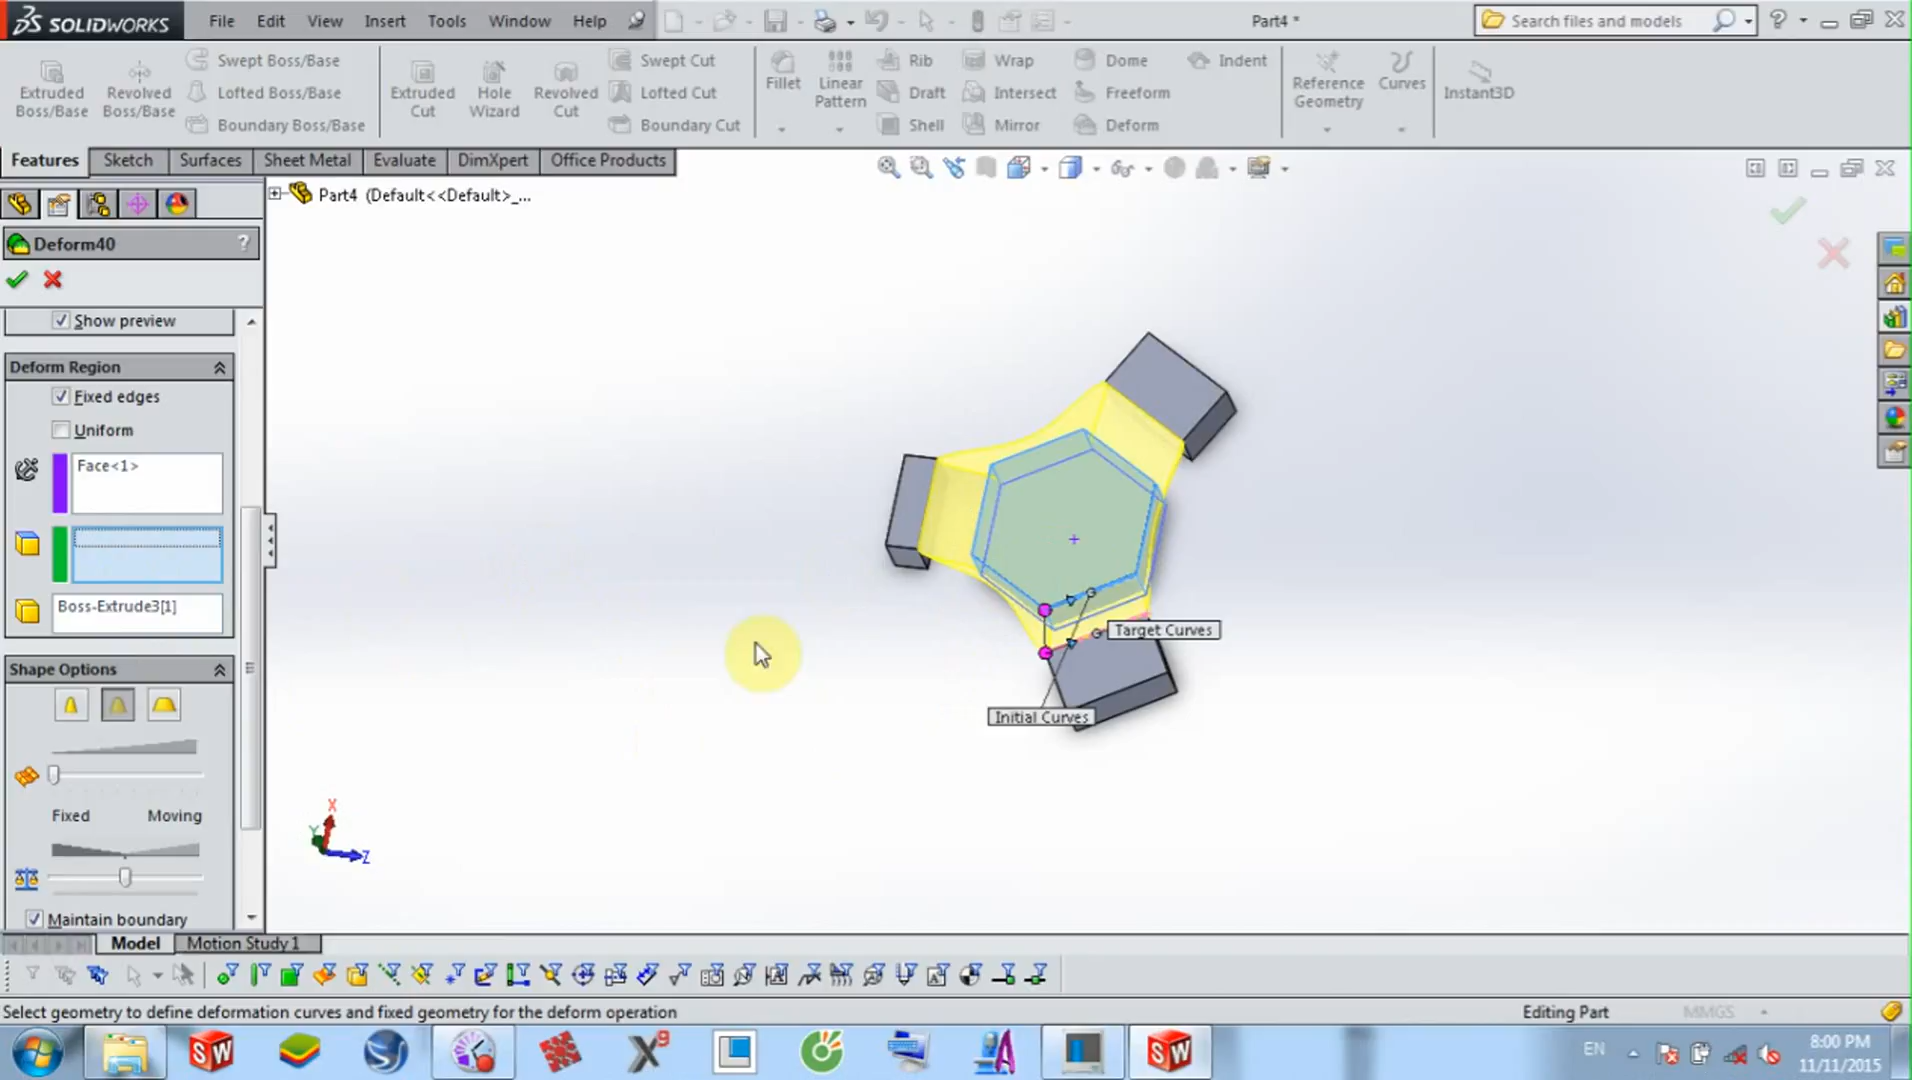 SOLIDWORKS File Edit View Insert Tools Window Help Part4 * Search files and models
Extruded Boss/Base
Revolved Boss/Base
Swept Boss/Base
Lofted Boss/Base
Boundary Boss/Base
Extruded Cut
Hole Wizard
Revolved Cut
Swept Cut
Lofted Cut
Boundary Cut
Fillet
Linear Pattern
Rib
Draft
Shell
Wrap
Intersect
Mirror
Dome
Freeform
Deform
Indent
Reference Geometry
Curves
Instant3D
Features Sketch Surfaces Sheet Metal Evaluate DimXpert Office Products
Part4 (Default<<Default>_...
Deform40 ?
Show preview
Deform Region
Fixed edges
Uniform
Face<1>
Boss-Extrude3[1]
Shape Options
Fixed Moving
Maintain boundary
Target Curves
Initial Curves
X
Y
Z
Model Motion Study 1
Select geometry to define deformation curves and fixed geometry for the deform operation Editing Part MMGS
EN
8:00 PM
11/11/2015